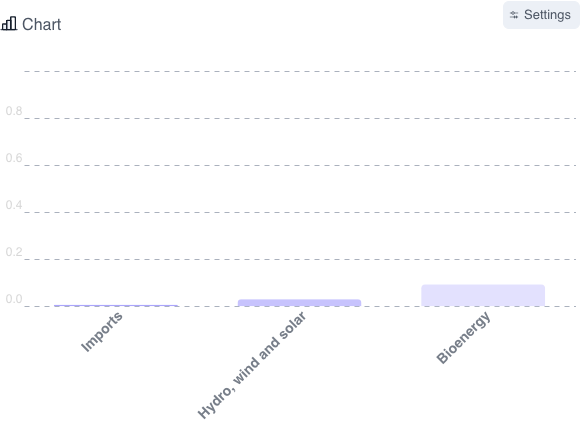 Settings
Chart
0.8
0.6
0.4
0.2
0.0
Imports
Hydro, wind and solar
Bioenergy